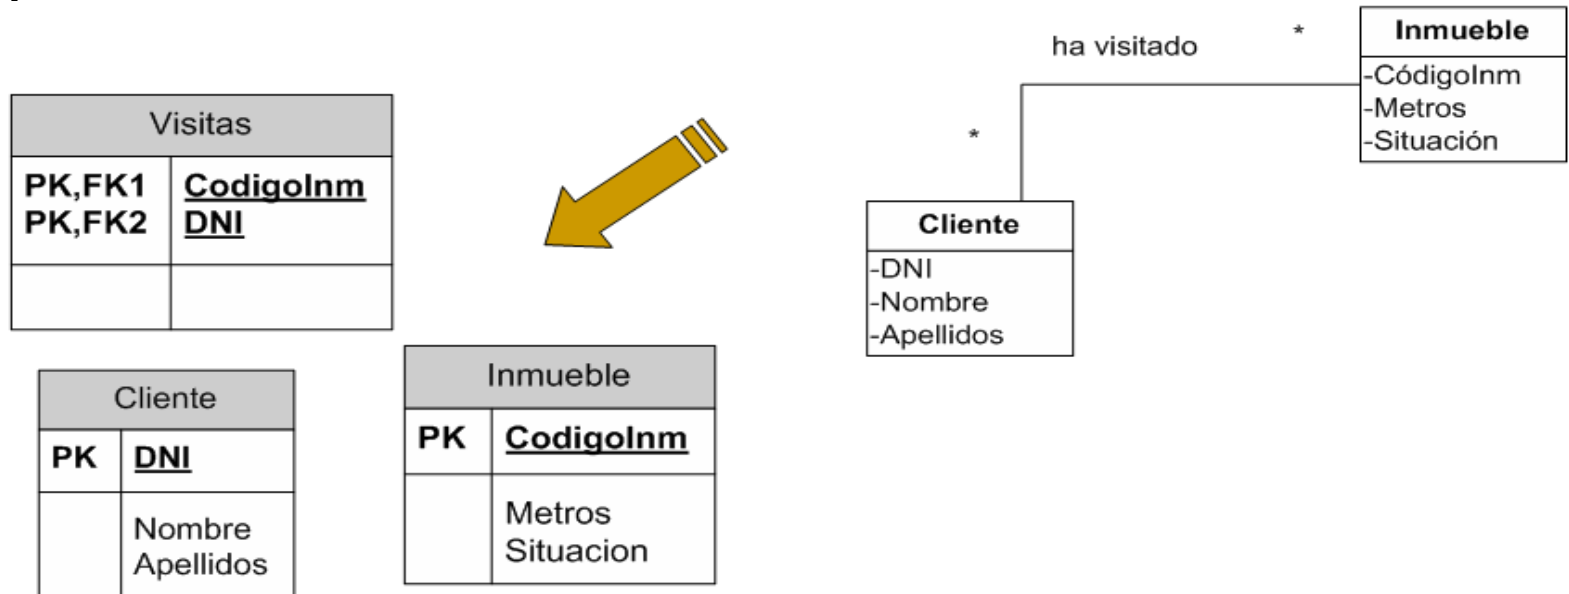 Visitas
PK,FK1 CodigoInm
PK,FK2 DNI
Cliente
PK DNI
Nombre
Apellidos
Inmueble
PK CodigoInm
Metros
Situacion
ha visitado
*
*
Inmueble
-CódigoInm
-Metros
-Situación
Cliente
-DNI
-Nombre
-Apellidos